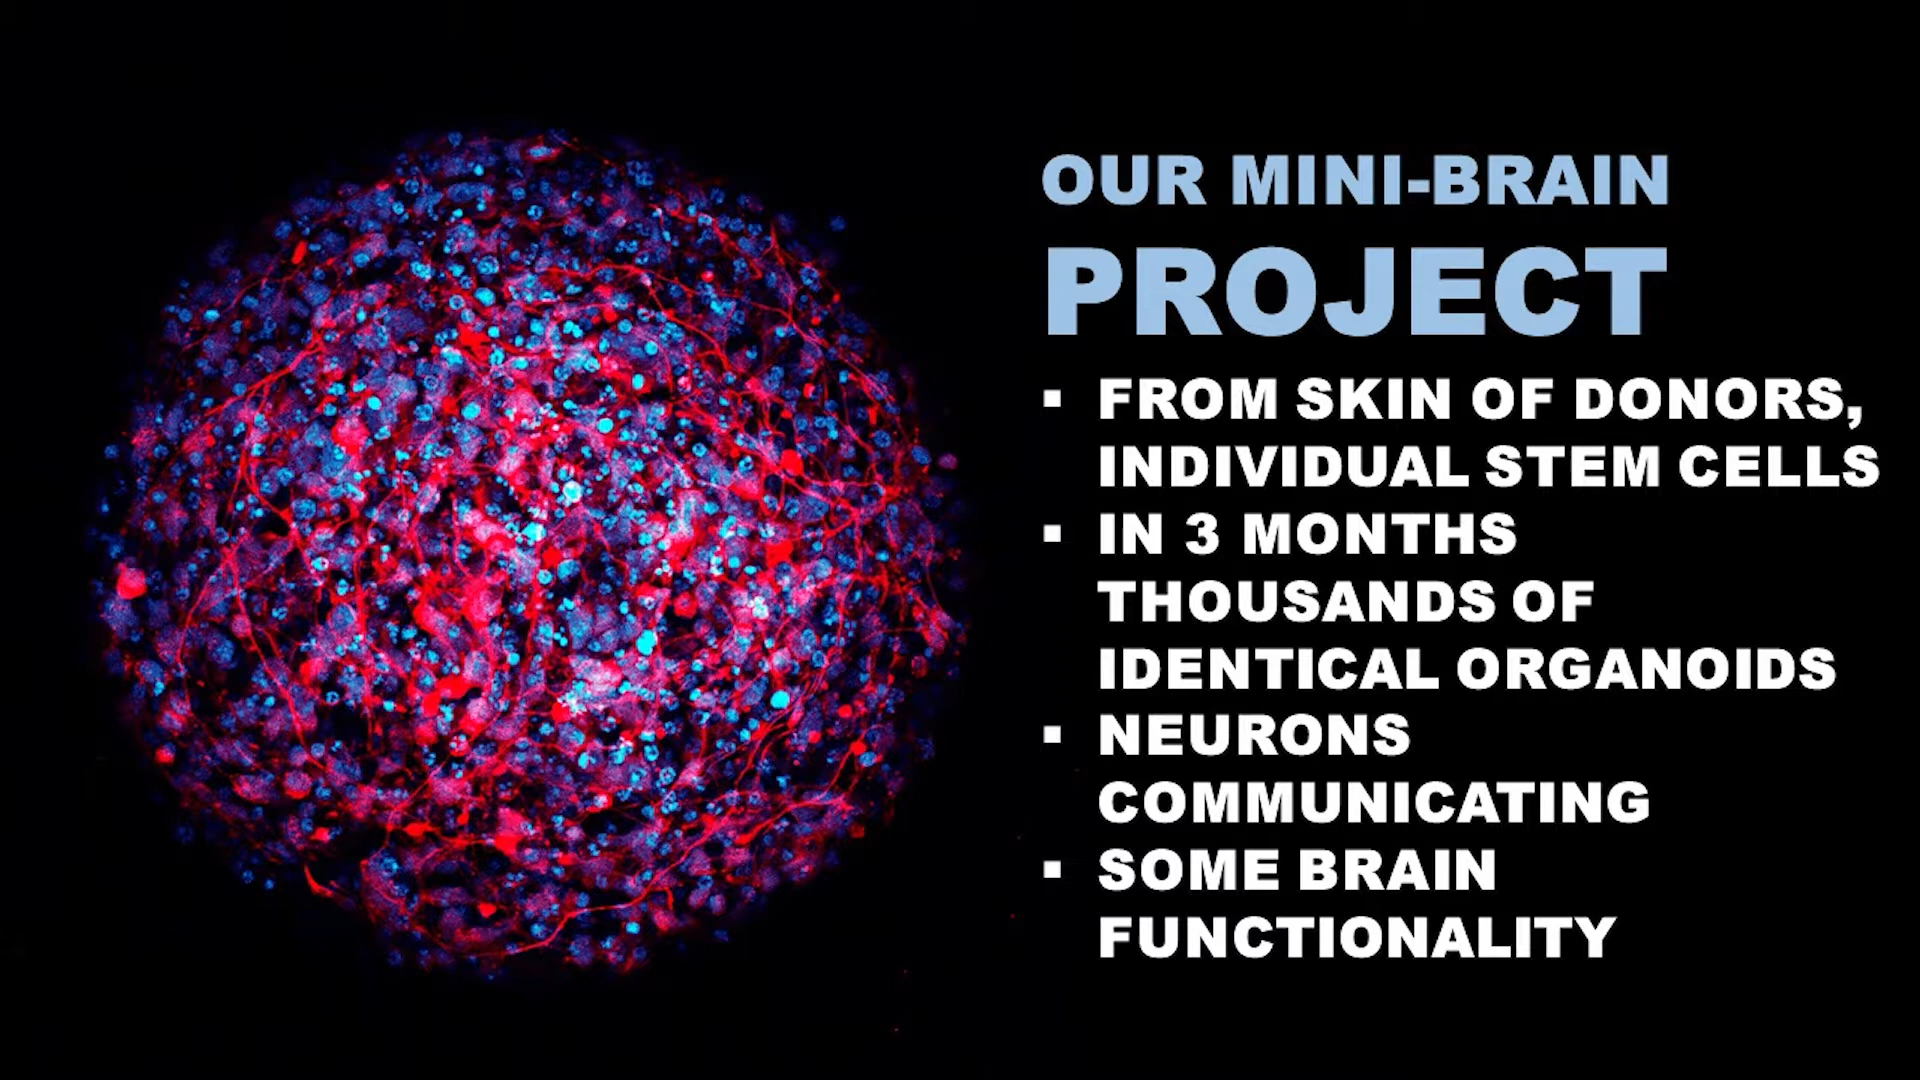 OUR MINI-BRAIN
PROJECT
▪ FROM SKIN OF DONORS,
INDIVIDUAL STEM CELLS
▪ IN 3 MONTHS
THOUSANDS OF
IDENTICAL ORGANOIDS
▪ NEURONS
COMMUNICATING
▪ SOME BRAIN
FUNCTIONALITY